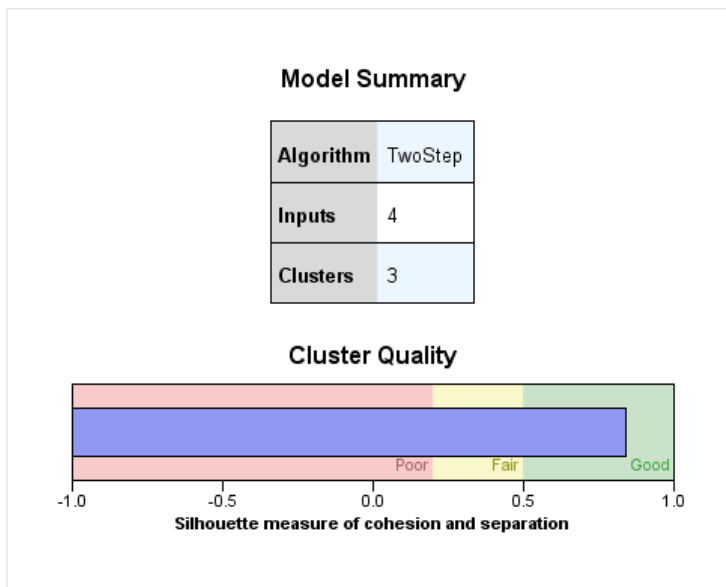 Model Summary
Algorithm TwoStep
Inputs 4
Clusters 3
Cluster Quality
Poor Fair Good
-1.0 -0.5 0.0 0.5 1.0
Silhouette measure of cohesion and separation